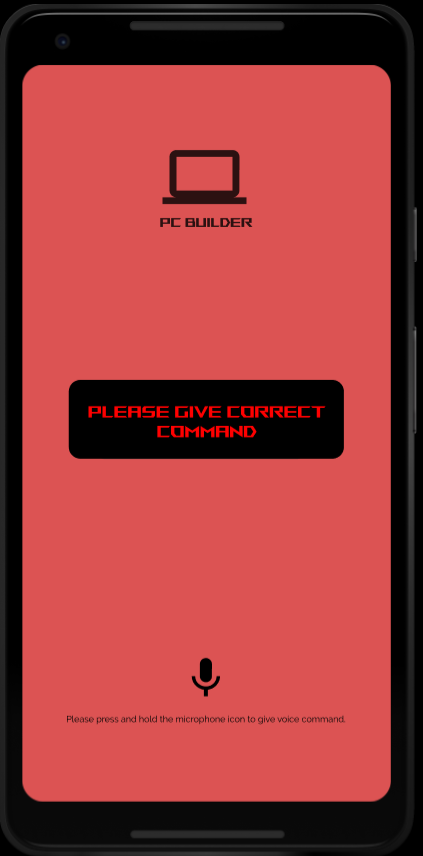 PC BUILDER
PLEASE GIVE CORRECT
COMMAND
Please press and hold the microphone icon to give voice command.